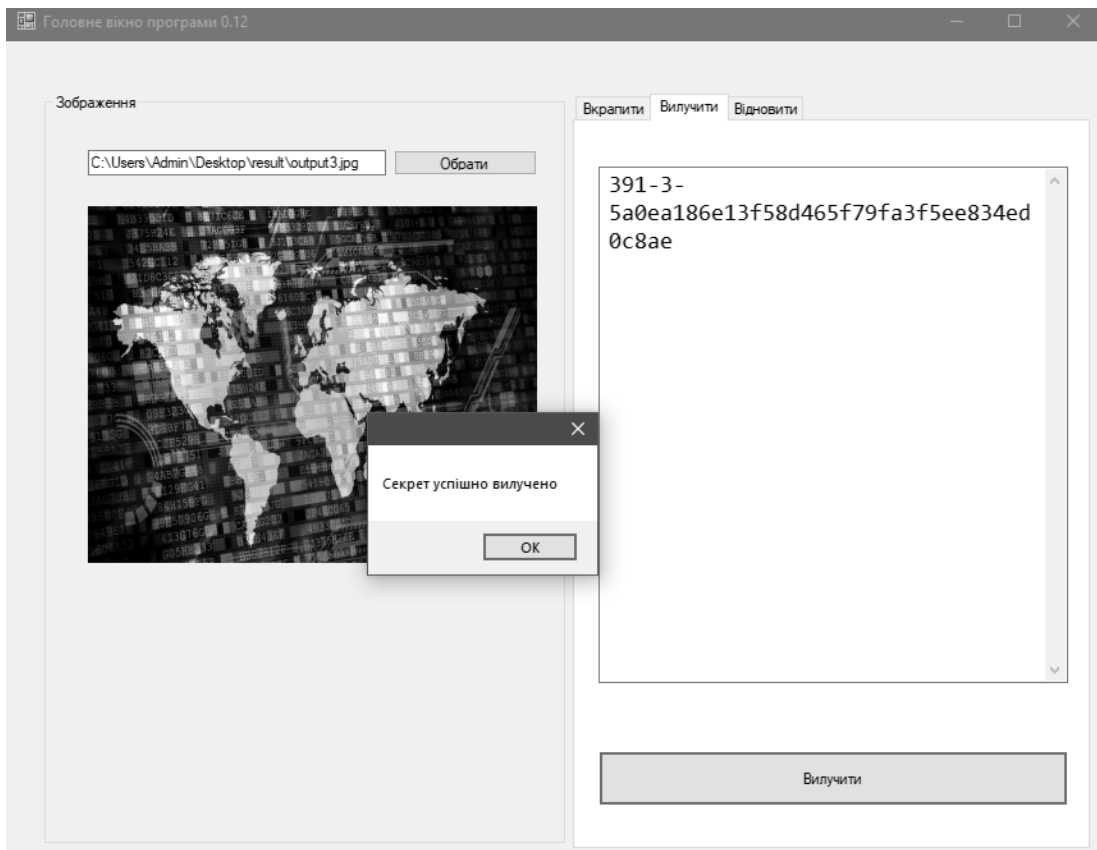 Головне вікно програми 0.12
Зображення
C:\Users\Admin\Desktop\result\output3.jpg
Обрати
Вкрапити Вилучити Відновити
391-3-
5a0ea186e13f58d465f79fa3f5ee834ed
0c8ae
Секрет успішно вилучено
OK
Вилучити